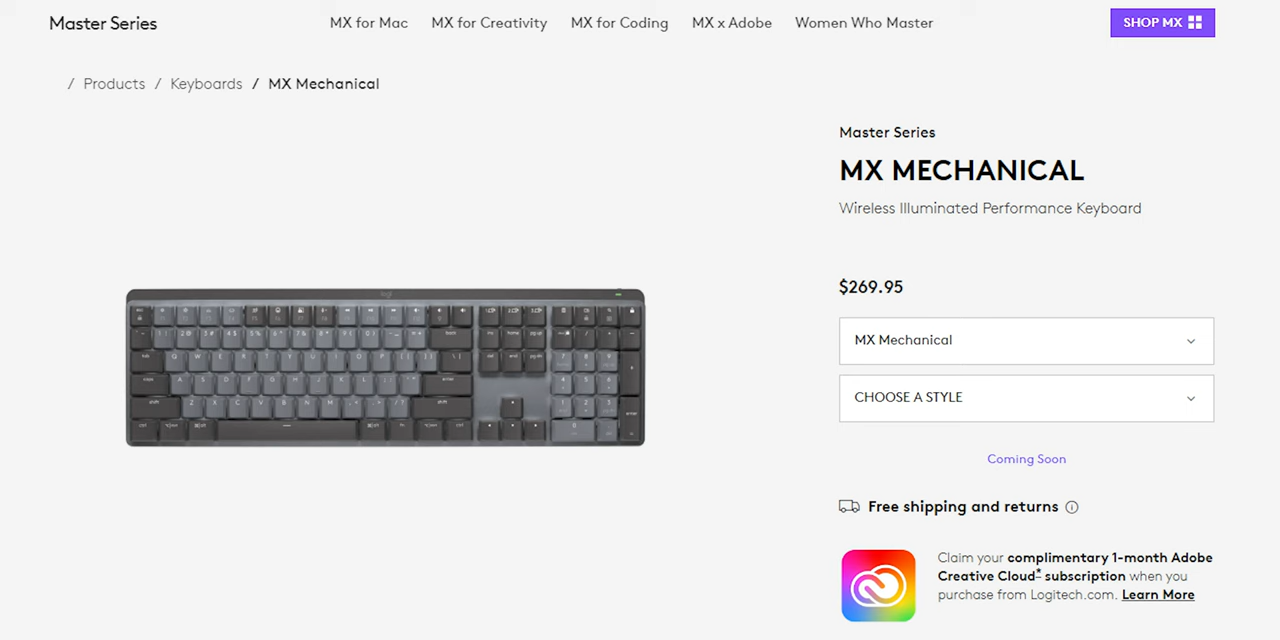 Master Series
MX for Mac
MX for Creativity
MX for Coding
MX x Adobe
Women Who Master
SHOP MX
/ Products / Keyboards / MX Mechanical
Master Series
MX MECHANICAL
Wireless Illuminated Performance Keyboard
$269.95
MX Mechanical
CHOOSE A STYLE
Coming Soon
Free shipping and returns
Claim your complimentary 1-month Adobe
Creative Cloud* subscription when you
purchase from Logitech.com. Learn More